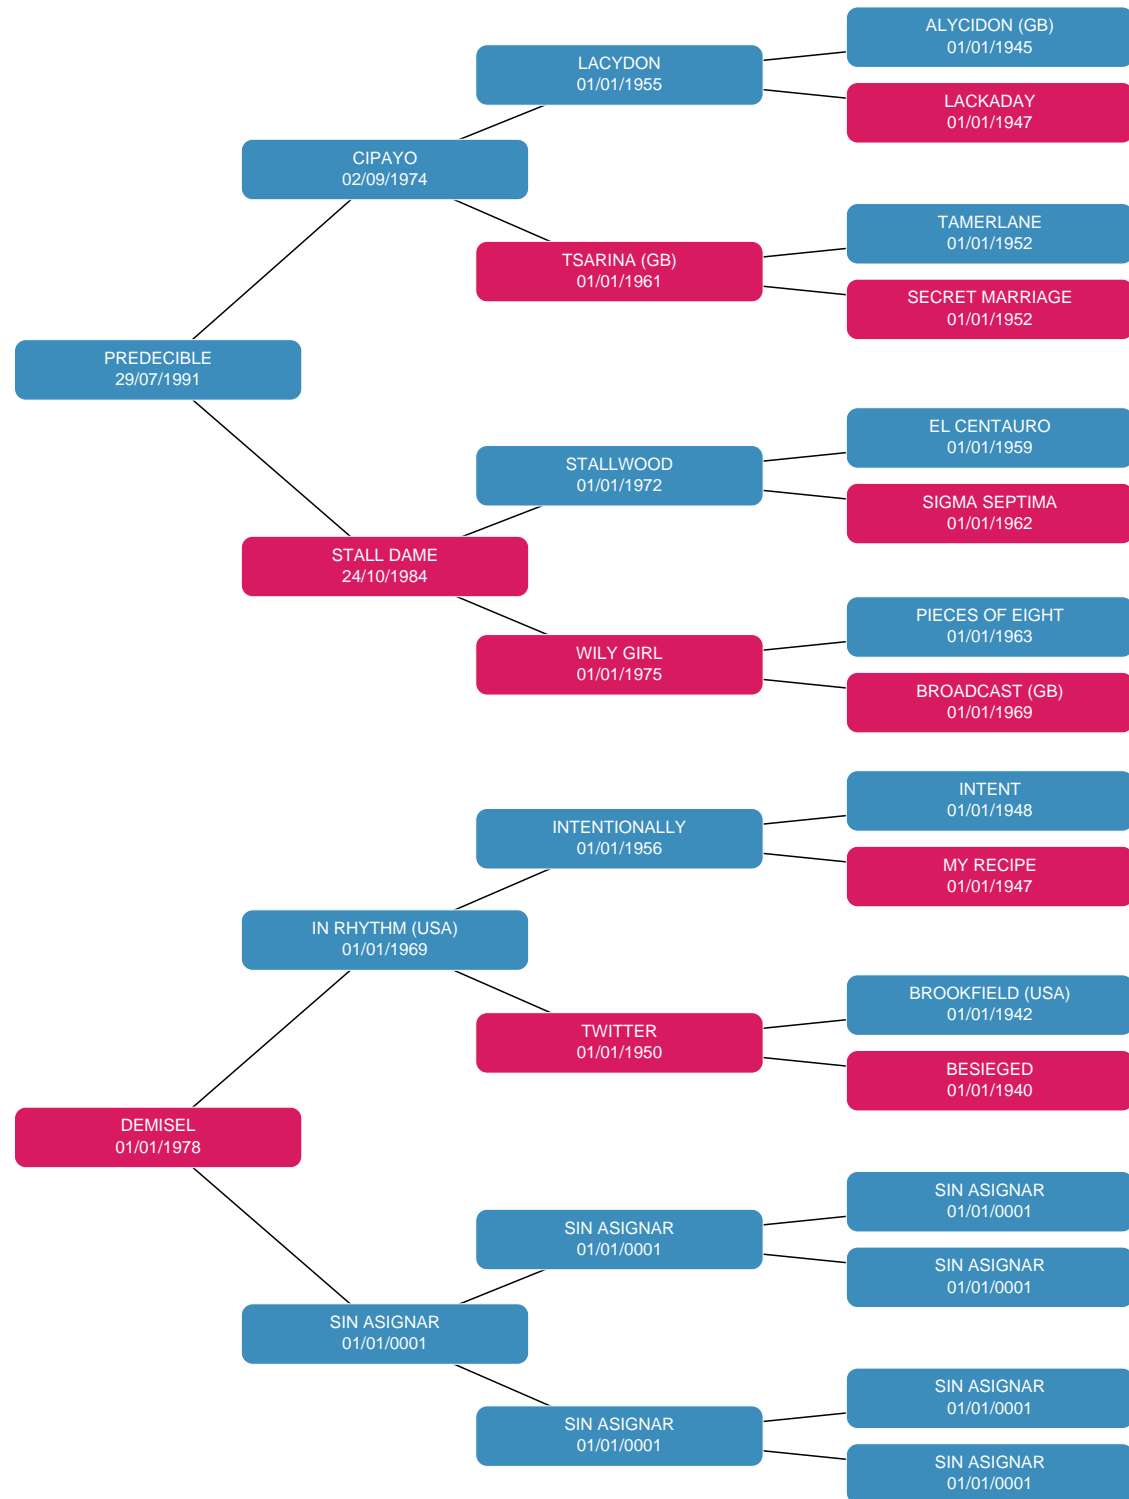 ALYCIDON (GB)
01/01/1945
LACYDON
01/01/1955
LACKADAY
01/01/1947
CIPAYO
02/09/1974
TAMERLANE
01/01/1952
TSARINA (GB)
01/01/1961
SECRET MARRIAGE
01/01/1952
PREDECIBLE
29/07/1991
EL CENTAURO
01/01/1959
STALLWOOD
01/01/1972
SIGMA SEPTIMA
01/01/1962
STALL DAME
24/10/1984
PIECES OF EIGHT
01/01/1963
WILY GIRL
01/01/1975
BROADCAST (GB)
01/01/1969
INTENT
01/01/1948
INTENTIONALLY
01/01/1956
MY RECIPE
01/01/1947
IN RHYTHM (USA)
01/01/1969
BROOKFIELD (USA)
01/01/1942
TWITTER
01/01/1950
BESIEGED
01/01/1940
DEMISEL
01/01/1978
SIN ASIGNAR
01/01/0001
SIN ASIGNAR
01/01/0001
SIN ASIGNAR
01/01/0001
SIN ASIGNAR
01/01/0001
SIN ASIGNAR
01/01/0001
SIN ASIGNAR
01/01/0001
SIN ASIGNAR
01/01/0001